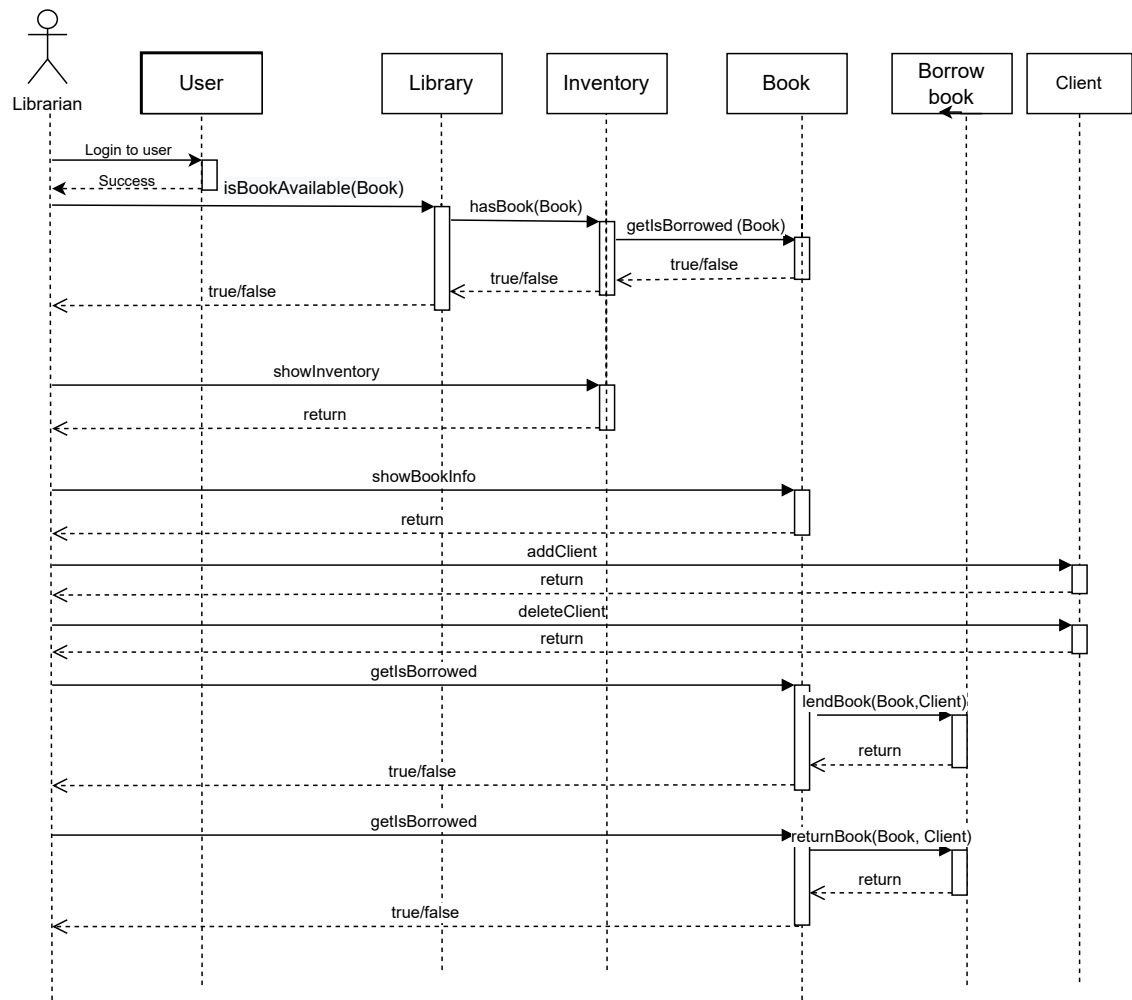 Librarian
User
Library
Inventory
Book
Borrow
book
Client
Login to user
Success
isBookAvailable(Book)
hasBook(Book)
getIsBorrowed (Book)
true/false
true/false
true/false
showInventory
return
showBookInfo
return
addClient
return
deleteClient
return
getIsBorrowed
lendBook(Book,Client)
return
true/false
getIsBorrowed
returnBook(Book, Client)
return
true/false